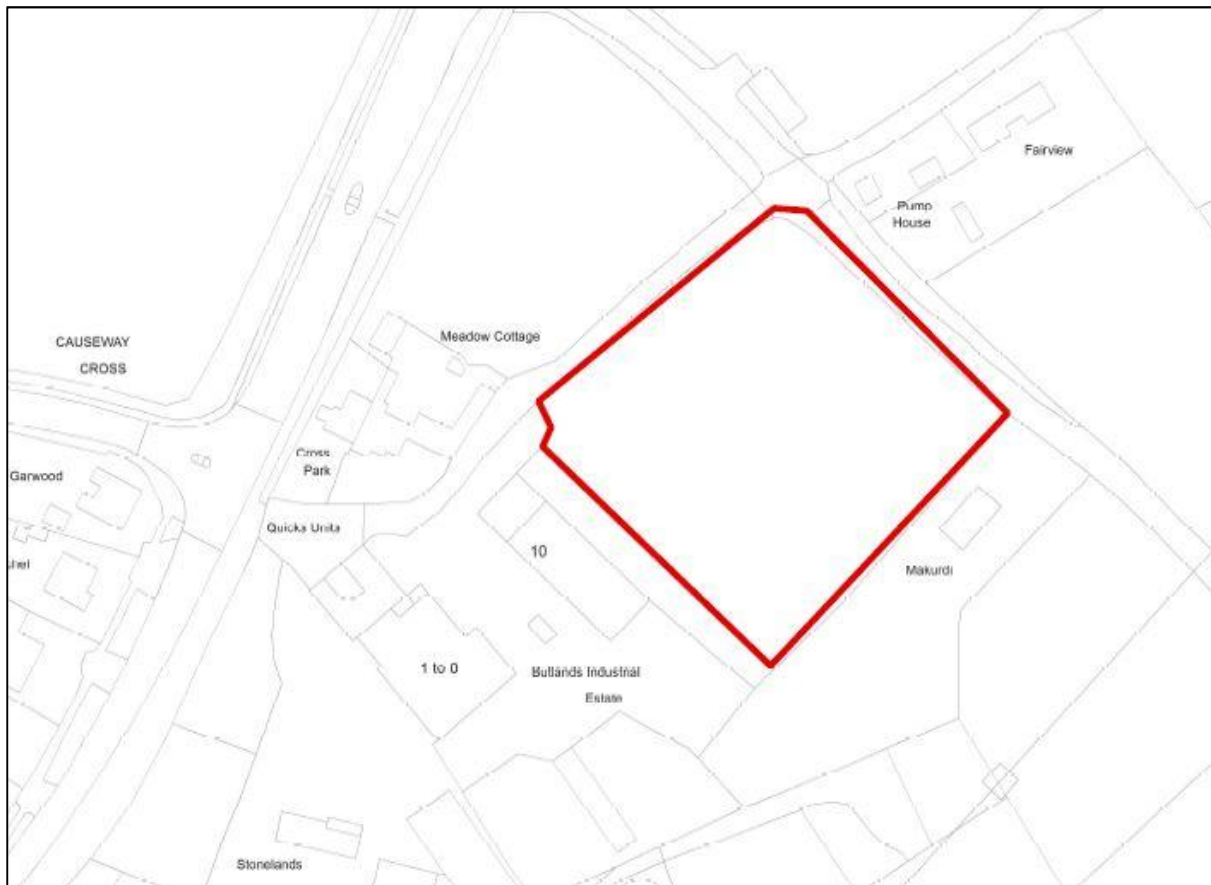 Fairview
Pump
House
Meadow Cottage
CAUSEWAY
CROSS
Cross
Park
Garwood
Quicks Units
10
Makurdi
1 to 0
Butlands Industrial
Estate
Stonelands